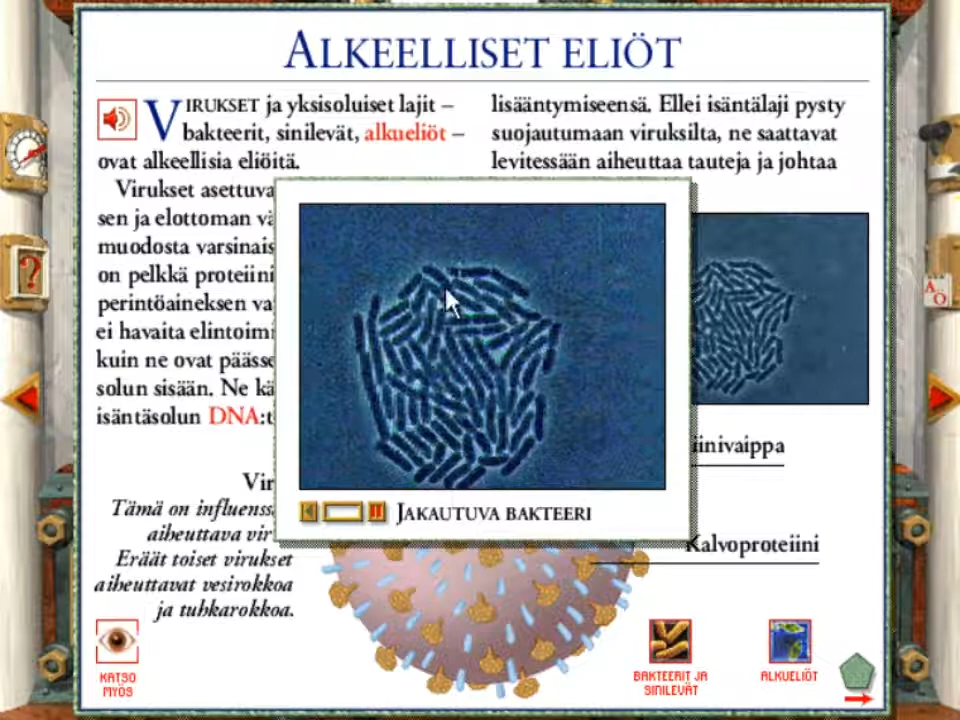 ALKEELLISET ELIÖT
VIRUKSET ja yksisoluiset lajit –
bakteerit, sinilevät, alkueliöt –
ovat alkeellisia eliöitä.
Virukset asettuva
sen ja elottoman vä
muodosta varsinais
on pelkkä proteiini
perintöaineksen va
ei havaita elintoimi
kuin ne ovat päässe
solun sisään. Ne kä
isäntäsolun DNA:t
lisääntymiseensä. Ellei isäntälaji pysty
suojautumaan viruksilta, ne saattavat
levitessään aiheuttaa tauteja ja johtaa
JAKAUTUVA BAKTEERI
iinivaippa
Kalvoproteiini
Vir
Tämä on influenssa
aiheuttava vir
Eräät toiset virukset
aiheuttavat vesirokkoa
ja tuhkarokkoa.
KATSO
MYÖS
BAKTEERIT JA
SINILEVÄT
ALKUELIÖT
?
A
Ö